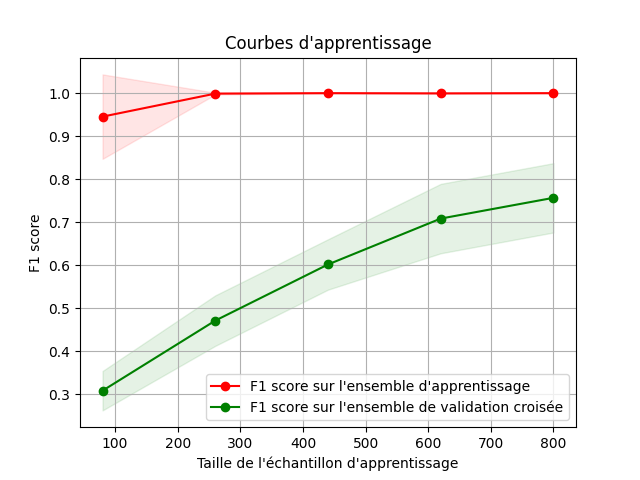 Courbes d'apprentissage
F1 score
1.0
0.9
0.8
0.7
0.6
0.5
0.4
0.3
F1 score sur l'ensemble d'apprentissage
F1 score sur l'ensemble de validation croisée
100 200 300 400 500 600 700 800
Taille de l'échantillon d'apprentissage